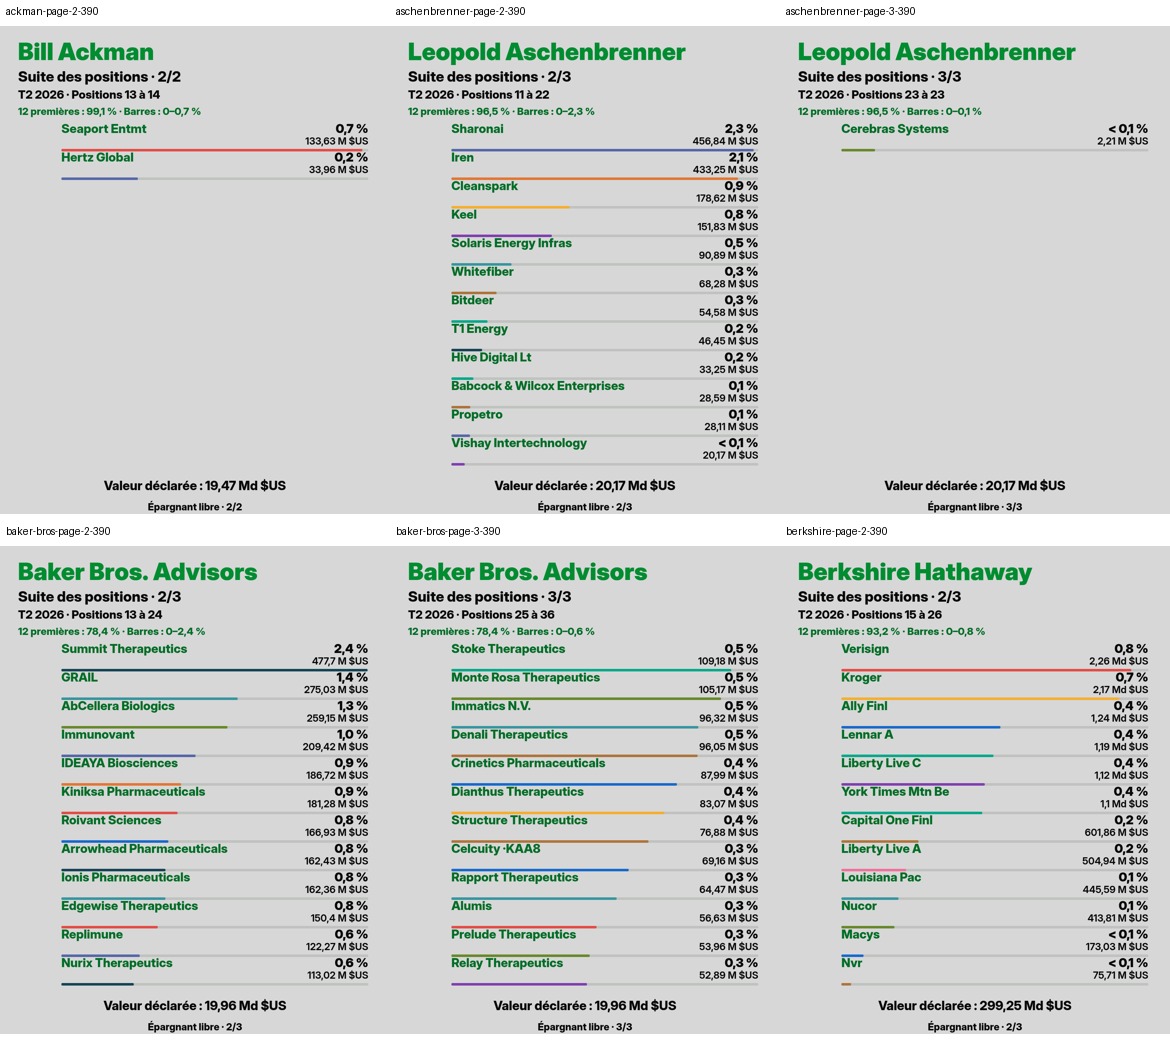 ackman-page-2-390
Bill Ackman
Suite des positions · 2/2
T2 2026 · Positions 13 à 14
12 premières : 99,1 % · Barres : 0–0,7 %
Seaport Entmt 0,7 %
133,63 M $US
Hertz Global 0,2 %
33,96 M $US
Valeur déclarée : 19,47 Md $US
Épargnant libre · 2/2
aschenbrenner-page-2-390
Leopold Aschenbrenner
Suite des positions · 2/3
T2 2026 · Positions 11 à 22
12 premières : 96,5 % · Barres : 0–2,3 %
Sharonai 2,3 %
456,84 M $US
Iren 2,1 %
433,25 M $US
Cleanspark 0,9 %
178,62 M $US
Keel 0,8 %
151,83 M $US
Solaris Energy Infras 0,5 %
90,89 M $US
Whitefiber 0,3 %
68,28 M $US
Bitdeer 0,3 %
54,58 M $US
T1 Energy 0,2 %
46,45 M $US
Hive Digital Lt 0,2 %
33,25 M $US
Babcock & Wilcox Enterprises 0,1 %
28,59 M $US
Propetro 0,1 %
28,11 M $US
Vishay Intertechnology < 0,1 %
20,17 M $US
Valeur déclarée : 20,17 Md $US
Épargnant libre · 2/3
aschenbrenner-page-3-390
Leopold Aschenbrenner
Suite des positions · 3/3
T2 2026 · Positions 23 à 23
12 premières : 96,5 % · Barres : 0–0,1 %
Cerebras Systems < 0,1 %
2,21 M $US
Valeur déclarée : 20,17 Md $US
Épargnant libre · 3/3
baker-bros-page-2-390
Baker Bros. Advisors
Suite des positions · 2/3
T2 2026 · Positions 13 à 24
12 premières : 78,4 % · Barres : 0–2,4 %
Summit Therapeutics 2,4 %
477,7 M $US
GRAIL 1,4 %
275,03 M $US
AbCellera Biologics 1,3 %
259,15 M $US
Immunovant 1,0 %
209,42 M $US
IDEAYA Biosciences 0,9 %
186,72 M $US
Kiniksa Pharmaceuticals 0,9 %
181,28 M $US
Roivant Sciences 0,8 %
166,93 M $US
Arrowhead Pharmaceuticals 0,8 %
162,43 M $US
Ionis Pharmaceuticals 0,8 %
162,36 M $US
Edgewise Therapeutics 0,8 %
150,4 M $US
Replimune 0,6 %
122,27 M $US
Nurix Therapeutics 0,6 %
113,02 M $US
Valeur déclarée : 19,96 Md $US
Épargnant libre · 2/3
baker-bros-page-3-390
Baker Bros. Advisors
Suite des positions · 3/3
T2 2026 · Positions 25 à 36
12 premières : 78,4 % · Barres : 0–0,6 %
Stoke Therapeutics 0,5 %
109,18 M $US
Monte Rosa Therapeutics 0,5 %
105,17 M $US
Immatics N.V. 0,5 %
96,32 M $US
Denali Therapeutics 0,5 %
96,05 M $US
Crinetics Pharmaceuticals 0,4 %
87,99 M $US
Dianthus Therapeutics 0,4 %
83,07 M $US
Structure Therapeutics 0,4 %
76,88 M $US
Celcuity ·KAA8 0,3 %
69,16 M $US
Rapport Therapeutics 0,3 %
64,47 M $US
Alumis 0,3 %
56,63 M $US
Prelude Therapeutics 0,3 %
53,96 M $US
Relay Therapeutics 0,3 %
52,89 M $US
Valeur déclarée : 19,96 Md $US
Épargnant libre · 3/3
berkshire-page-2-390
Berkshire Hathaway
Suite des positions · 2/3
T2 2026 · Positions 15 à 26
12 premières : 93,2 % · Barres : 0–0,8 %
Verisign 0,8 %
2,26 Md $US
Kroger 0,7 %
2,17 Md $US
Ally Finl 0,4 %
1,24 Md $US
Lennar A 0,4 %
1,19 Md $US
Liberty Live C 0,4 %
1,12 Md $US
York Times Mtn Be 0,4 %
1,1 Md $US
Capital One Finl 0,2 %
601,86 M $US
Liberty Live A 0,2 %
504,94 M $US
Louisiana Pac 0,1 %
445,59 M $US
Nucor 0,1 %
413,81 M $US
Macys < 0,1 %
173,03 M $US
Nvr < 0,1 %
75,71 M $US
Valeur déclarée : 299,25 Md $US
Épargnant libre · 2/3